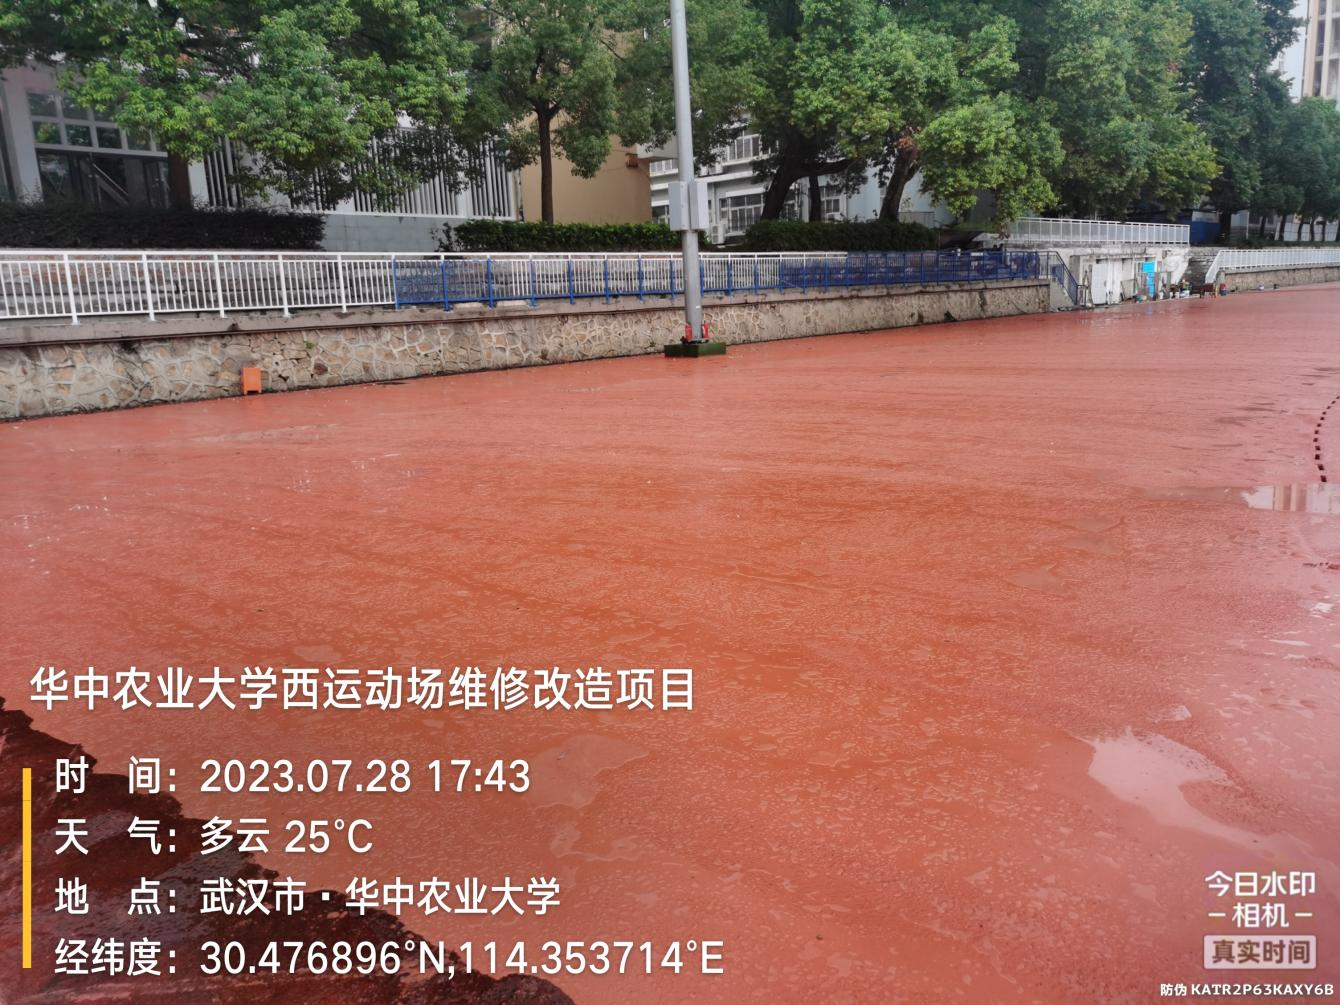 华中农业大学西运动场维修改造项目
时 间：2023.07.28 17:43
天 气：多云 25°C
地 点：武汉市·华中农业大学
经纬度：30.476896°N,114.353714°E
今日水印
相机
真实时间
防伪 KATR2P63KAXY6B